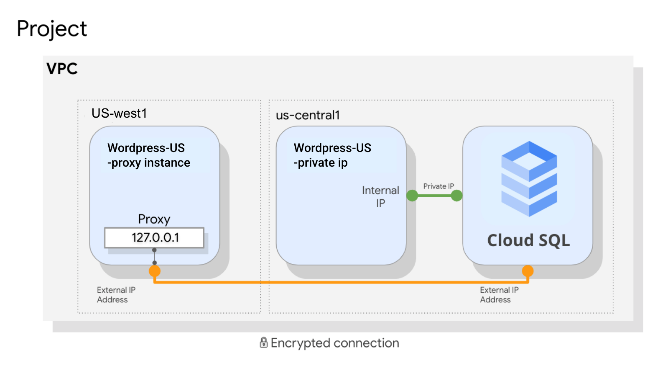 Project
VPC
US-west1
us-central1
Wordpress-US
-proxy instance
Wordpress-US
-private ip
Internal
IP
Private IP
Cloud SQL
Proxy
127.0.0.1
External IP
Address
External IP
Address
Encrypted connection